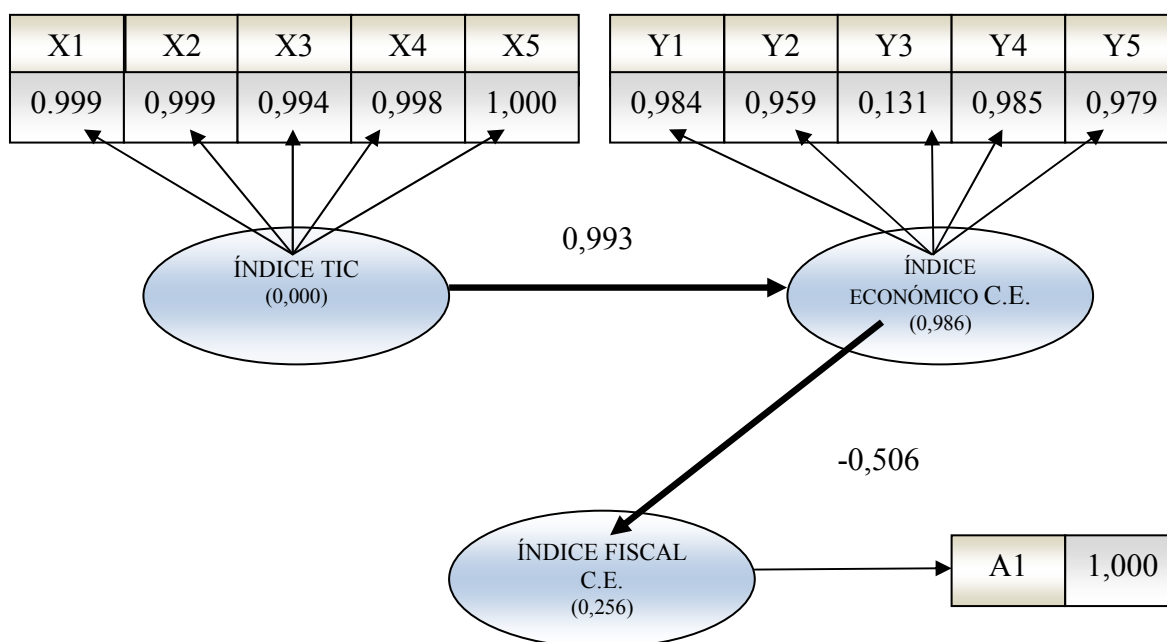 X1 X2 X3 X4 X5
0.999 0,999 0,994 0,998 1,000
Y1 Y2 Y3 Y4 Y5
0,984 0,959 0,131 0,985 0,979
0,993
ÍNDICE TIC
(0,000)
ÍNDICE
ECONÓMICO C.E.
(0,986)
-0,506
ÍNDICE FISCAL
C.E.
(0,256)
A1 1,000